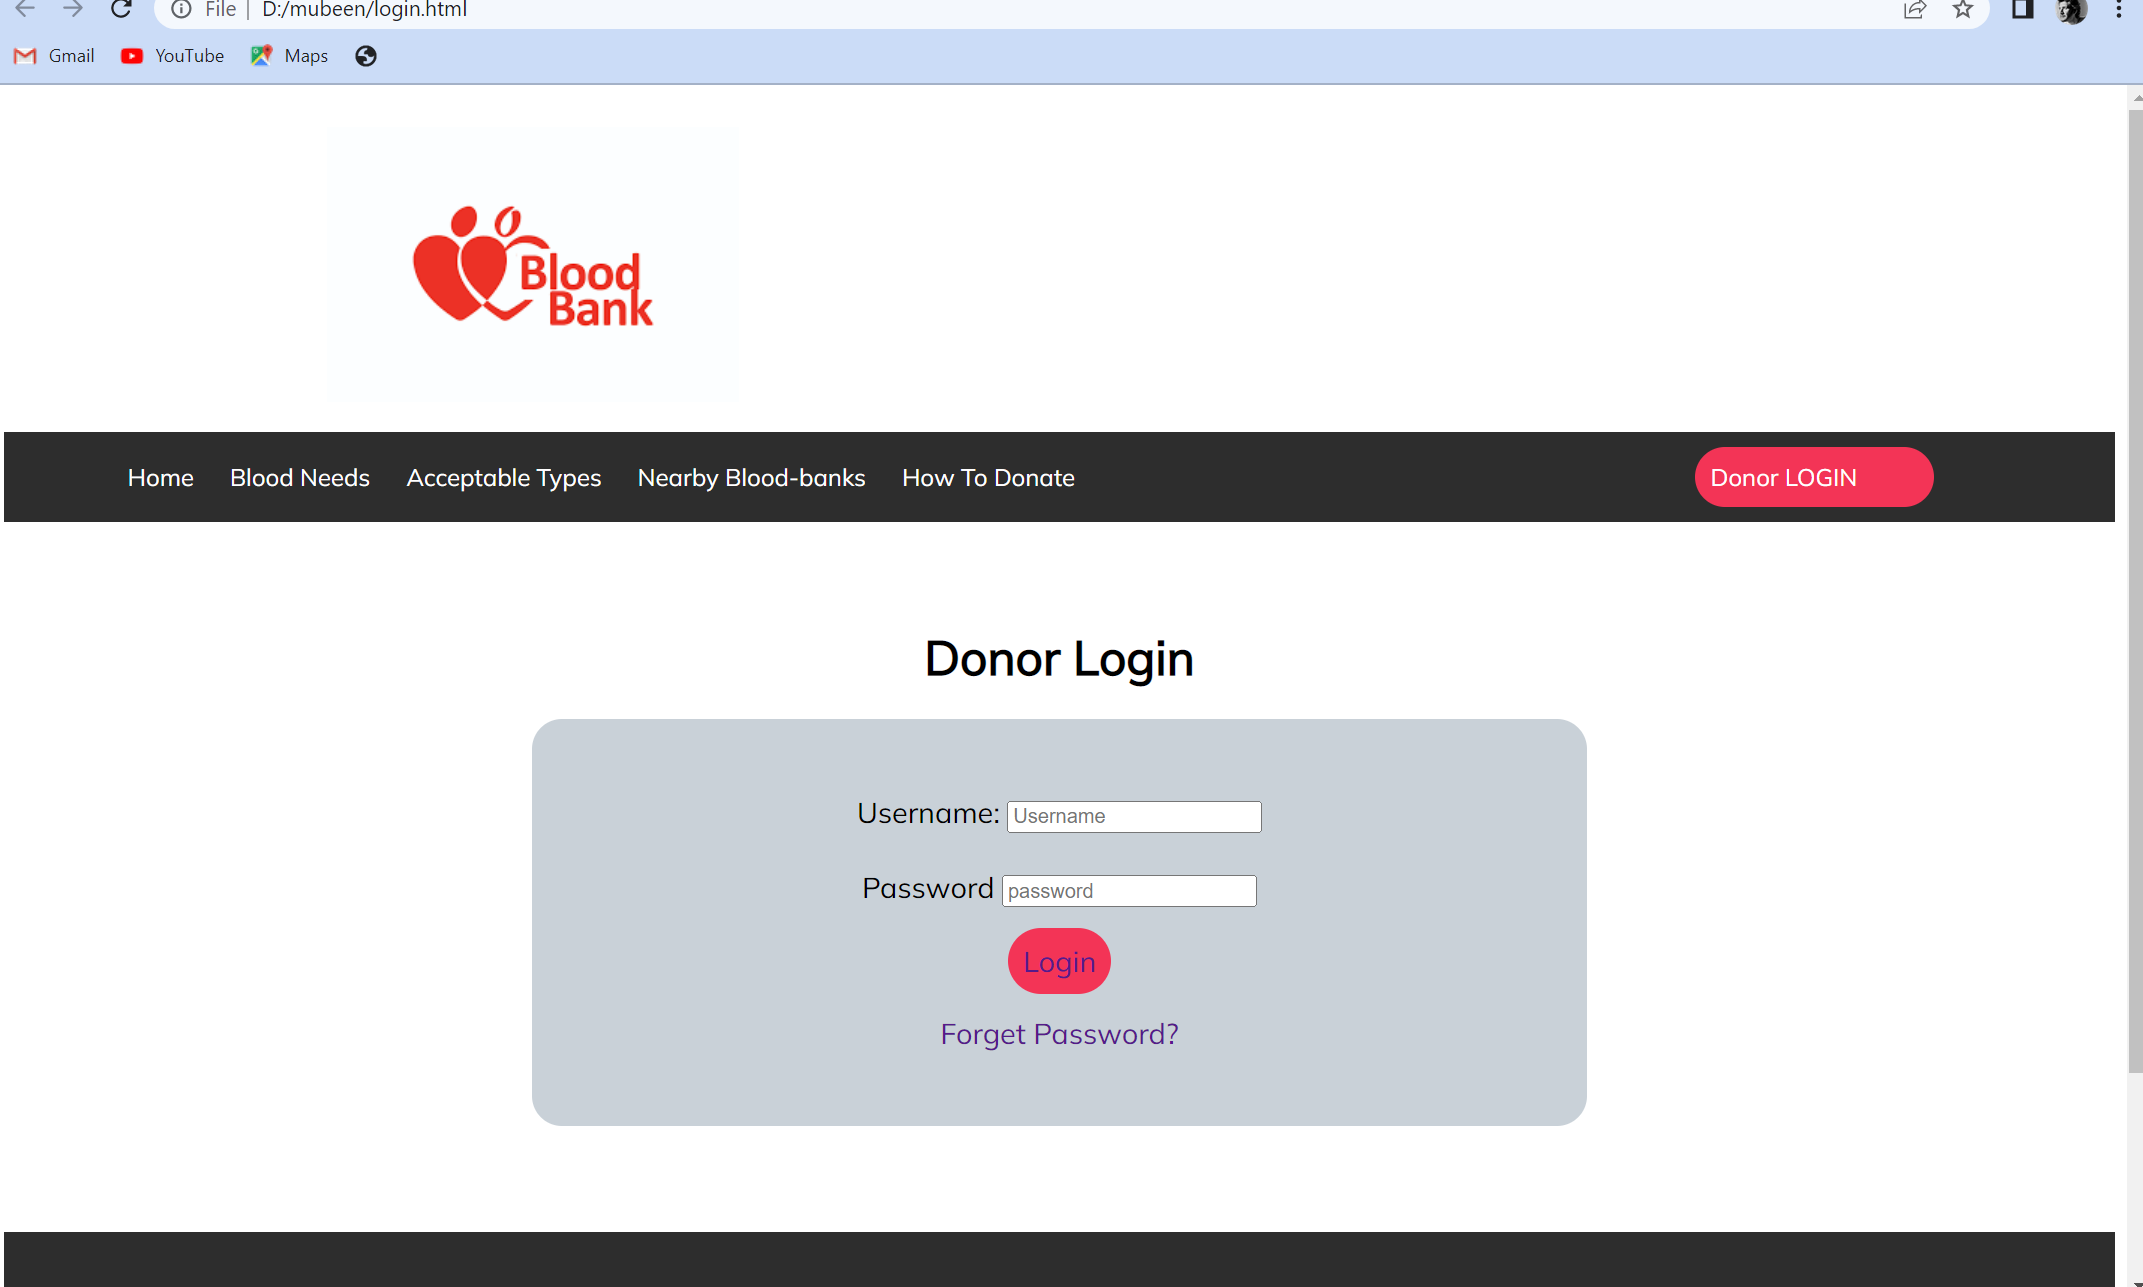 File | D:/mubeen/login.html
Gmail YouTube Maps
Blood
Bank
Home Blood Needs Acceptable Types Nearby Blood-banks How To Donate Donor LOGIN
Donor Login
Username: Username
Password password
Login
Forget Password?